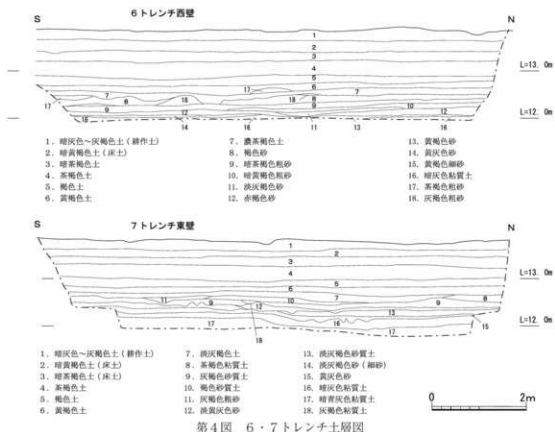 6トレンチ西壁
S
N
L=13. 0m
L=12. 0m
1. 暗灰色～灰褐色土(耕作土)
2. 暗黄褐色土(床土)
3. 暗茶褐色土
4. 茶褐色土
5. 褐色土
6. 黄褐色土
7. 濃茶褐色土
8. 褐色砂
9. 暗茶褐色粗砂
10. 暗黄褐色粗砂
11. 淡灰褐色砂
12. 赤褐色砂
13. 黄褐色砂
14. 黄灰色砂
15. 黄褐色細砂
16. 暗灰色粘質土
17. 茶褐色粗砂
18. 灰褐色粗砂
7トレンチ東壁
S
N
L=13. 0m
L=12. 0m
1. 暗灰色～灰褐色土(耕作土)
2. 暗黄褐色土(床土)
3. 暗茶褐色土(床土)
4. 茶褐色土
5. 褐色土
6. 黄褐色土
7. 淡灰褐色土
8. 茶褐色粘質土
9. 灰褐色砂質土
10. 褐色砂質土
11. 灰褐色粗砂
12. 淡黄灰色砂
13. 淡灰褐色砂質土
14. 淡灰褐色砂(細砂)
15. 黄灰色砂
16. 暗灰色粘質土
17. 暗青灰色粘質土
18. 灰褐色粘質土
0 2m
第4図 6・7トレンチ土層図